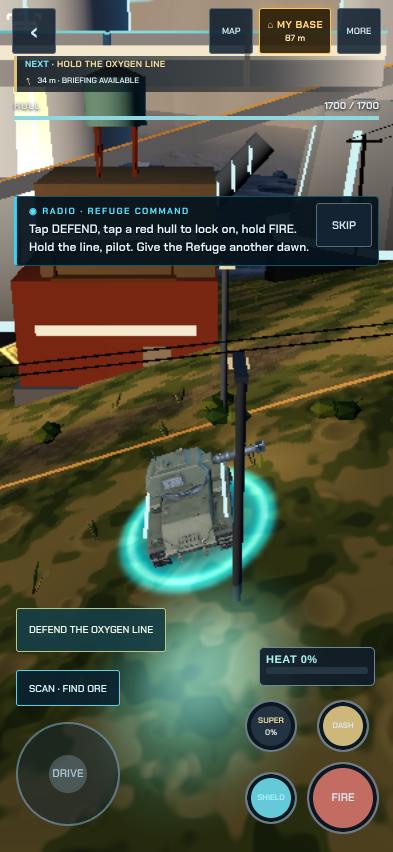 ‹
MAP
⌂ MY BASE
87 m
MORE
NEXT · HOLD THE OXYGEN LINE
34 m · BRIEFING AVAILABLE
HULL
1700 / 1700
◉ RADIO · REFUGE COMMAND
Tap DEFEND, tap a red hull to lock on, hold FIRE.
Hold the line, pilot. Give the Refuge another dawn.
SKIP
DEFEND THE OXYGEN LINE
HEAT 0%
SCAN · FIND ORE
SUPER
0%
DASH
DRIVE
SHIELD
FIRE